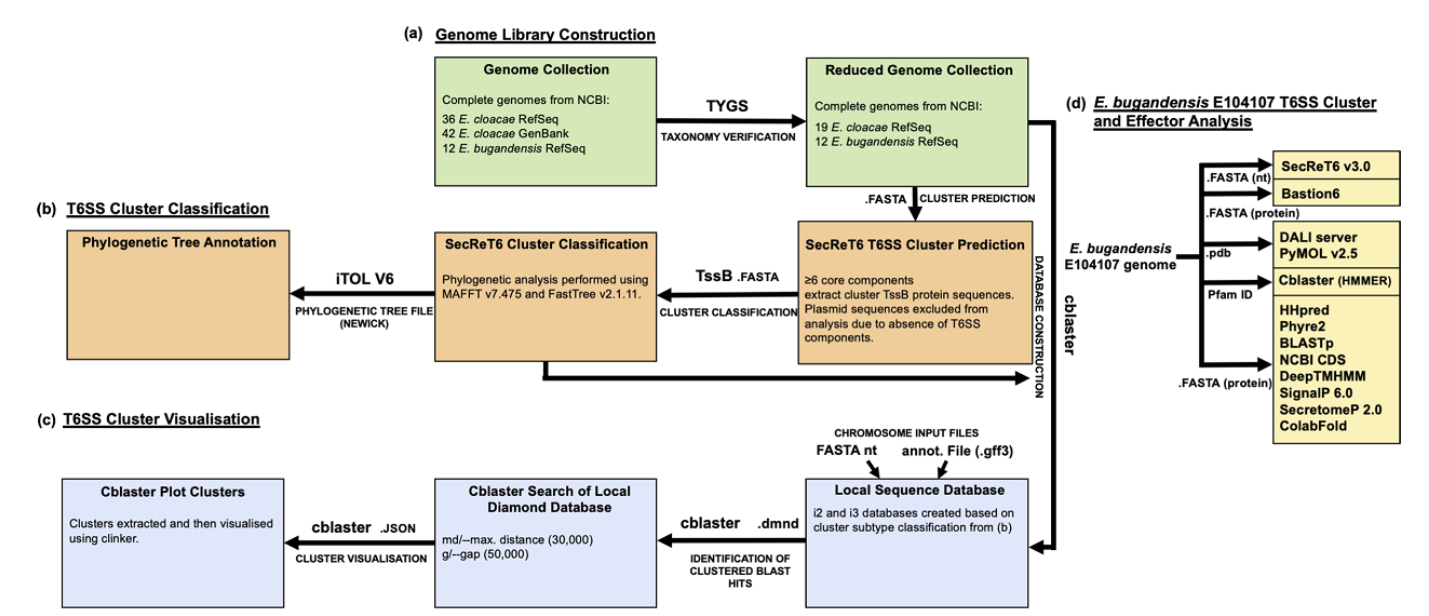 (a) Genome Library Construction
Genome Collection
Complete genomes from NCBI:
36 E. cloacae RefSeq
42 E. cloacae GenBank
12 E. bugandensis RefSeq
TYGS
TAXONOMY VERIFICATION
Reduced Genome Collection
Complete genomes from NCBI:
19 E. cloacae RefSeq
12 E. bugandensis RefSeq
.FASTA CLUSTER PREDICTION
(b) T6SS Cluster Classification
Phylogenetic Tree Annotation
iTOL V6
PHYLOGENETIC TREE FILE
(NEWICK)
SecReT6 Cluster Classification
Phylogenetic analysis performed using
MAFFT v7.475 and FastTree v2.1.11.
TssB .FASTA
CLUSTER CLASSIFICATION
SecReT6 T6SS Cluster Prediction
≥6 core components
extract cluster TssB protein sequences.
Plasmid sequences excluded from
analysis due to absence of T6SS
components.
DATABASE CONSTRUCTION
cblaster
(c) T6SS Cluster Visualisation
Cblaster Plot Clusters
Clusters extracted and then visualised
using clinker.
cblaster .JSON
CLUSTER VISUALISATION
Cblaster Search of Local
Diamond Database
md/--max. distance (30,000)
g/--gap (50,000)
cblaster .dmnd
IDENTIFICATION OF
CLUSTERED BLAST
HITS
CHROMOSOME INPUT FILES
FASTA nt annot. File (.gff3)
Local Sequence Database
i2 and i3 databases created based on
cluster subtype classification from (b)
(d) E. bugandensis E104107 T6SS Cluster
and Effector Analysis
E. bugandensis
E104107 genome
.FASTA (nt)
SecReT6 v3.0
Bastion6
.FASTA (protein)
DALI server
PyMOL v2.5
.pdb
Cblaster (HMMER)
Pfam ID
HHpred
Phyre2
BLASTp
NCBI CDS
DeepTMHMM
SignalP 6.0
SecretomeP 2.0
ColabFold
.FASTA (protein)